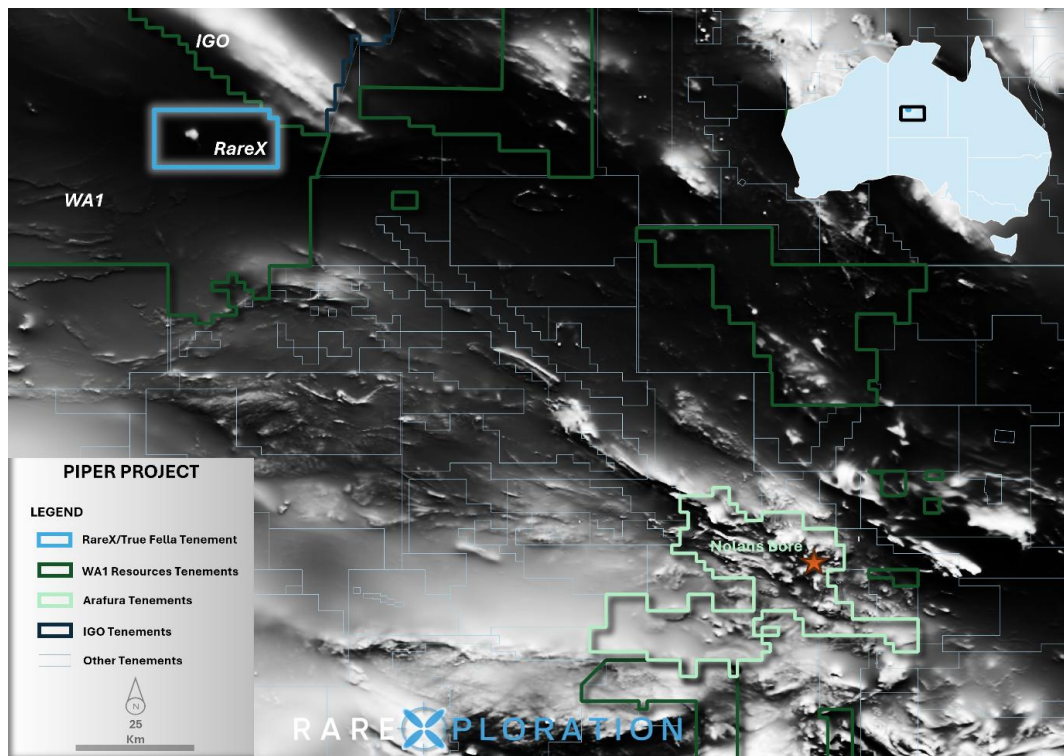 IGO
RareX
WA1
PIPER PROJECT
LEGEND
RareX/True Fella Tenement
WA1 Resources Tenements
Arafura Tenements
IGO Tenements
Other Tenements
N
25
Km
Nolans Bore
RARE XPLORATION